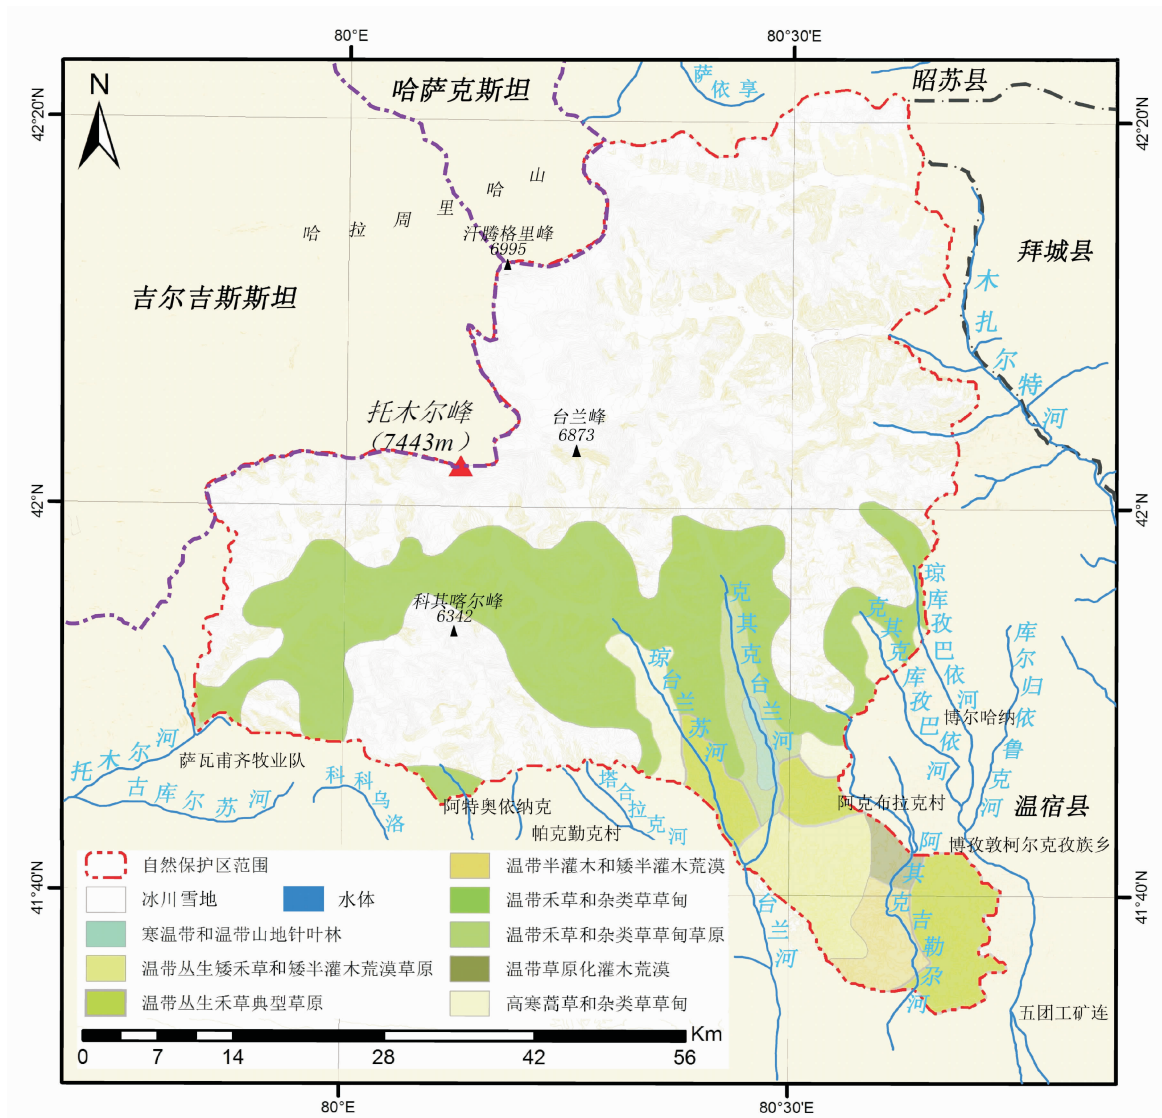 80°E
80°30'E
N
42°20'N
42°20'N
哈萨克斯坦
萨依享
昭苏县
哈拉周里哈山
汗腾格里峰
6995
拜城县
吉尔吉斯斯坦
木扎尔特河
托木尔峰
（7443m）
台兰峰
6873
42°N
42°N
科其喀尔峰
6342
克其克台兰河
琼台兰苏河
克其克库孜巴依河
琼库孜巴依河
库尔归依鲁克河
博尔哈纳
托木尔河
萨瓦甫齐牧业队
古库尔苏河
科科乌洛
阿特奥依纳克
塔合拉克河
帕克勤克村
阿克布拉克村
温宿县
博孜敦柯尔克孜族乡
阿其克吉勒尕河
台兰河
五团工矿连
41°40'N
41°40'N
自然保护区范围
冰川雪地
水体
寒温带和温带山地针叶林
温带丛生矮禾草和矮半灌木荒漠草原
温带丛生禾草典型草原
温带半灌木和矮半灌木荒漠
温带禾草和杂类草草甸
温带禾草和杂类草草甸草原
温带草原化灌木荒漠
高寒蒿草和杂类草草甸
Km
0 7 14 28 42 56
80°E
80°30'E